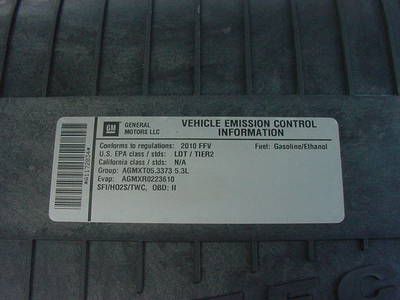 GM
GENERAL MOTORS LLC
VEHICLE EMISSION CONTROL INFORMATION
Conforms to regulations: 2010 FFV Fuel: Gasoline/Ethanol
U.S. EPA class / stds: LDT / TIER2
California class / stds: N/A
Group: AGMXT05.3373 5.3L
Evap: AGMXR0223610
SFI/HO2S/TWC, OBD: II